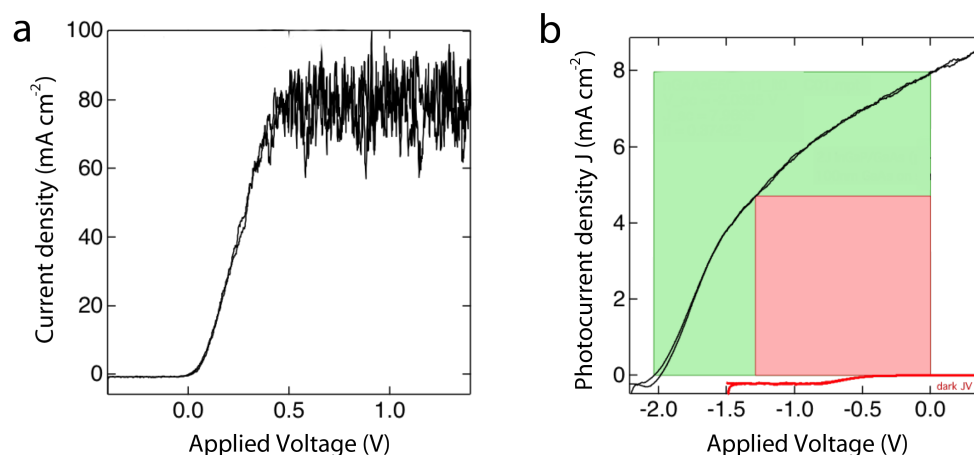 a
Current density (mA cm-2)
100
80
60
40
20
0
0.0 0.5 1.0
Applied Voltage (V)
b
Photocurrent density J (mA cm-2)
8
6
4
2
0
dark JV
-2.0 -1.5 -1.0 -0.5 0.0
Applied Voltage (V)